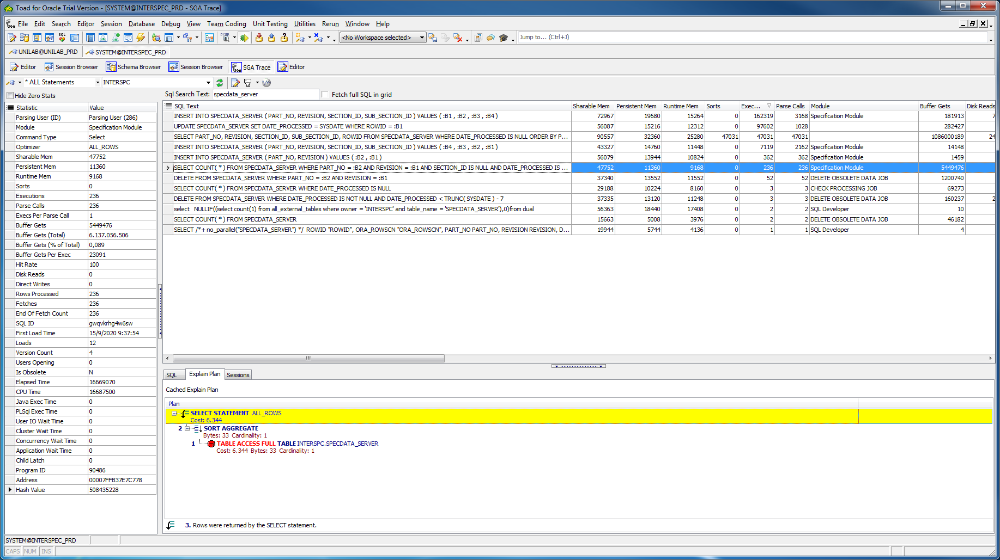 Toad for Oracle Trial Version - [SYSTEM@INTERSPEC_PRD - SGA Trace]
File Edit Search Editor Session Database Debug View Team Coding Unit Testing Utilities Rerun Window Help
<No Workspace selected> Jump to... (Ctrl+J)
UNILAB@UNILAB_PRD SYSTEM@INTERSPEC_PRD
Editor Session Browser Schema Browser Session Browser SGA Trace Editor
* ALL Statements INTERSPC
Hide Zero Stats
Sql Search Text: specdata_server Fetch full SQL in grid
Statistic Value
Parsing User (ID) Parsing User (286)
Module Specification Module
Command Type Select
Optimizer ALL_ROWS
Sharable Mem 47752
Persistent Mem 11360
Runtime Mem 9168
Sorts 0
Executions 236
Parse Calls 236
Execs Per Parse Call 1
Buffer Gets 5449476
Buffer Gets (Total) 6.137.056.506
Buffer Gets (% of Total) 0,089
Buffer Gets Per Exec 23091
Hit Rate 100
Disk Reads 0
Direct Writes 0
Rows Processed 236
Fetches 236
End Of Fetch Count 236
SQL ID gwqvkrhg4w6sw
First Load Time 15/9/2020 9:37:54
Loads 12
Version Count 4
Users Opening 0
Is Obsolete N
Elapsed Time 16669070
CPU Time 16687500
Java Exec Time 0
PLSql Exec Time 0
User IO Wait Time 0
Cluster Wait Time 0
Concurrency Wait Time 0
Application Wait Time 0
Child Latch 0
Program ID 90486
Address 00007FFB37E7C778
Hash Value 508435228
SQL Text Sharable Mem Persistent Mem Runtime Mem Sorts Exec... Parse Calls Module Buffer Gets Disk Reads
INSERT INTO SPECDATA_SERVER ( PART_NO, REVISION, SECTION_ID, SUB_SECTION_ID ) VALUES ( :B1 , :B2 , :B3 , :B4 ) 72967 19680 15264 0 162319 3168 Specification Module 181913 7
UPDATE SPECDATA_SERVER SET DATE_PROCESSED = SYSDATE WHERE ROWID = :B1 56087 15216 12312 0 97602 1028 282427
SELECT PART_NO, REVISION, SECTION_ID, SUB_SECTION_ID, ROWID FROM SPECDATA_SERVER WHERE DATE_PROCESSED IS NULL ORDER BY P... 90557 32360 25280 47031 47031 47031 1086000189 24
INSERT INTO SPECDATA_SERVER ( PART_NO, REVISION, SECTION_ID, SUB_SECTION_ID ) VALUES ( :B4 , :B3 , :B2 , :B1 ) 43327 14760 11448 0 7119 2162 Specification Module 14148
INSERT INTO SPECDATA_SERVER ( PART_NO, REVISION ) VALUES ( :B2 , :B1 ) 56079 13944 10824 0 362 362 Specification Module 1459
SELECT COUNT( * ) FROM SPECDATA_SERVER WHERE PART_NO = :B2 AND REVISION = :B1 AND SECTION_ID IS NULL AND DATE_PROCESSED IS ... 47752 11360 9168 0 236 236 Specification Module 5449476
DELETE FROM SPECDATA_SERVER WHERE PART_NO = :B2 AND REVISION = :B1 37340 13552 11552 0 52 52 DELETE OBSOLETE DATA JOB 1200740
SELECT COUNT( * ) FROM SPECDATA_SERVER WHERE DATE_PROCESSED IS NULL 29188 10224 8160 0 3 3 CHECK PROCESSING JOB 69273
DELETE FROM SPECDATA_SERVER WHERE DATE_PROCESSED IS NOT NULL AND DATE_PROCESSED < TRUNC( SYSDATE ) - 7 37335 13120 11248 0 3 3 DELETE OBSOLETE DATA JOB 160237 2
select NULLIF((select count(1) from all_external_tables where owner = 'INTERSPC' and table_name = 'SPECDATA_SERVER'),0)from dual 56363 18440 17408 0 2 2 SQL Developer 10
SELECT COUNT( * ) FROM SPECDATA_SERVER 15663 5008 3976 0 2 2 DELETE OBSOLETE DATA JOB 46182
SELECT /*+ no_parallel("SPECDATA_SERVER") */ ROWID "ROWID", ORA_ROWSCN "ORA_ROWSCN", PART_NO PART_NO, REVISION REVISION, D... 19944 5744 4136 0 1 1 SQL Developer 4
SQL Explain Plan Sessions
Cached Explain Plan
Plan
SELECT STATEMENT ALL_ROWS
Cost: 6.344
2 SORT AGGREGATE
Bytes: 33 Cardinality: 1
1 TABLE ACCESS FULL TABLE INTERSPC.SPECDATA_SERVER
Cost: 6.344 Bytes: 33 Cardinality: 1
3. Rows were returned by the SELECT statement.
SYSTEM@INTERSPEC_PRD
CAPS NUM INS